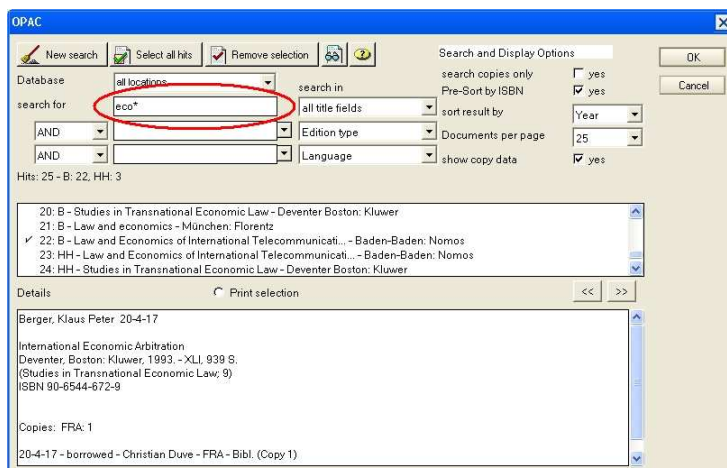 OPAC
New search Select all hits Remove selection Search and Display Options OK
Database all locations search in search copies only yes Cancel
search for eco* all title fields Pre-Sort by ISBN yes
AND Edition type sort result by Year
AND Language Documents per page 25
show copy data yes
Hits: 25 - B: 22, HH: 3
20: B - Studies in Transnational Economic Law - Deventer Boston: Kluwer
21: B - Law and economics - München: Florentz
22: B - Law and Economics of International Telecommunicati... - Baden-Baden: Nomos
23: HH - Law and Economics of International Telecommunicati... - Baden-Baden: Nomos
24: HH - Studies in Transnational Economic Law - Deventer Boston: Kluwer
Details Print selection << >>
Berger, Klaus Peter 20-4-17
International Economic Arbitration
Deventer, Boston: Kluwer, 1993. - XLI, 939 S.
(Studies in Transnational Economic Law; 9)
ISBN 90-6544-672-9
Copies: FRA: 1
20-4-17 - borrowed - Christian Duve - FRA - Bibl. (Copy 1)